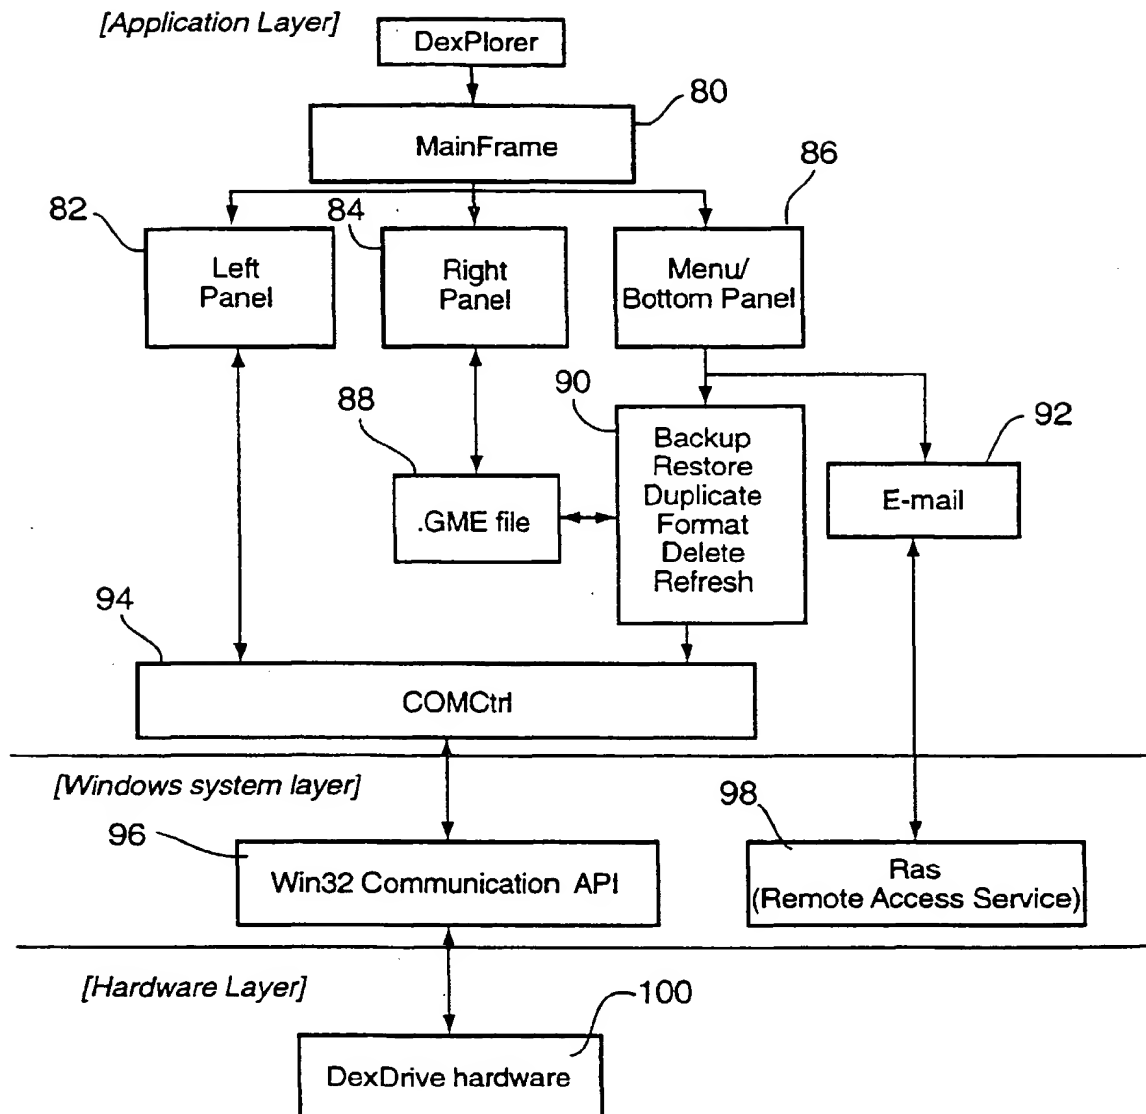 [Application Layer]
DexPlorer
80
MainFrame
86
82
84
Left
Panel
Right
Panel
Menu/
Bottom Panel
88
90
92
Backup
Restore
Duplicate
Format
Delete
Refresh
.GME file
E-mail
94
COMCtrl
[Windows system layer]
98
96
Win32 Communication API
Ras
(Remote Access Service)
[Hardware Layer]
100
DexDrive hardware